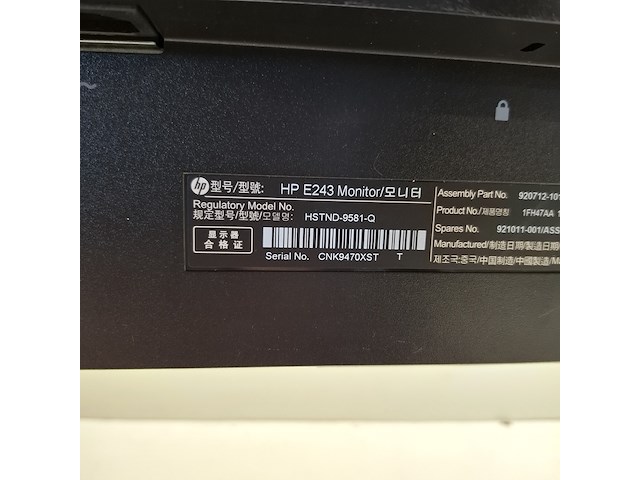 hp 型号/型號: HP E243 Monitor/모니터
Regulatory Model No.
规定型号/型號/모델명: HSTND-9581-Q
显示器
合格证
Serial No. CNK9470XST T
Assembly Part No. 920712-101
Product No./제품명칭 1FH47AA
Spares No. 921011-001/ASS
Manufactured/制造日期/製造日
제조국:중국/中国制造/中國製造/M